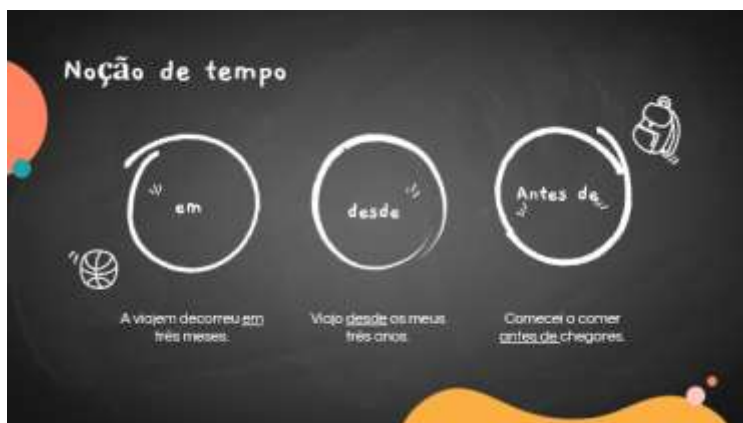 Noção de tempo
em
desde
Antes de
A viajem decorreu em
três meses.
Viajo desde os meus
três anos.
Comecei a comer
antes de chegares.